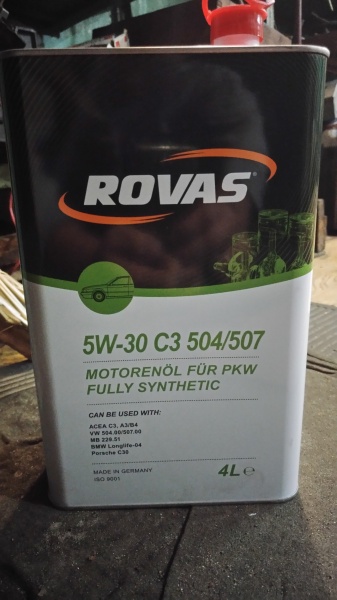 ROVAS®
5W-30 C3 504/507
MOTORENÖL FÜR PKW
FULLY SYNTHETIC
CAN BE USED WITH:
ACEA C3, A3/B4
VW 504.00/507.00
MB 229.51
BMW Longlife-04
Porsche C30
MADE IN GERMANY
ISO 9001
4L ℮